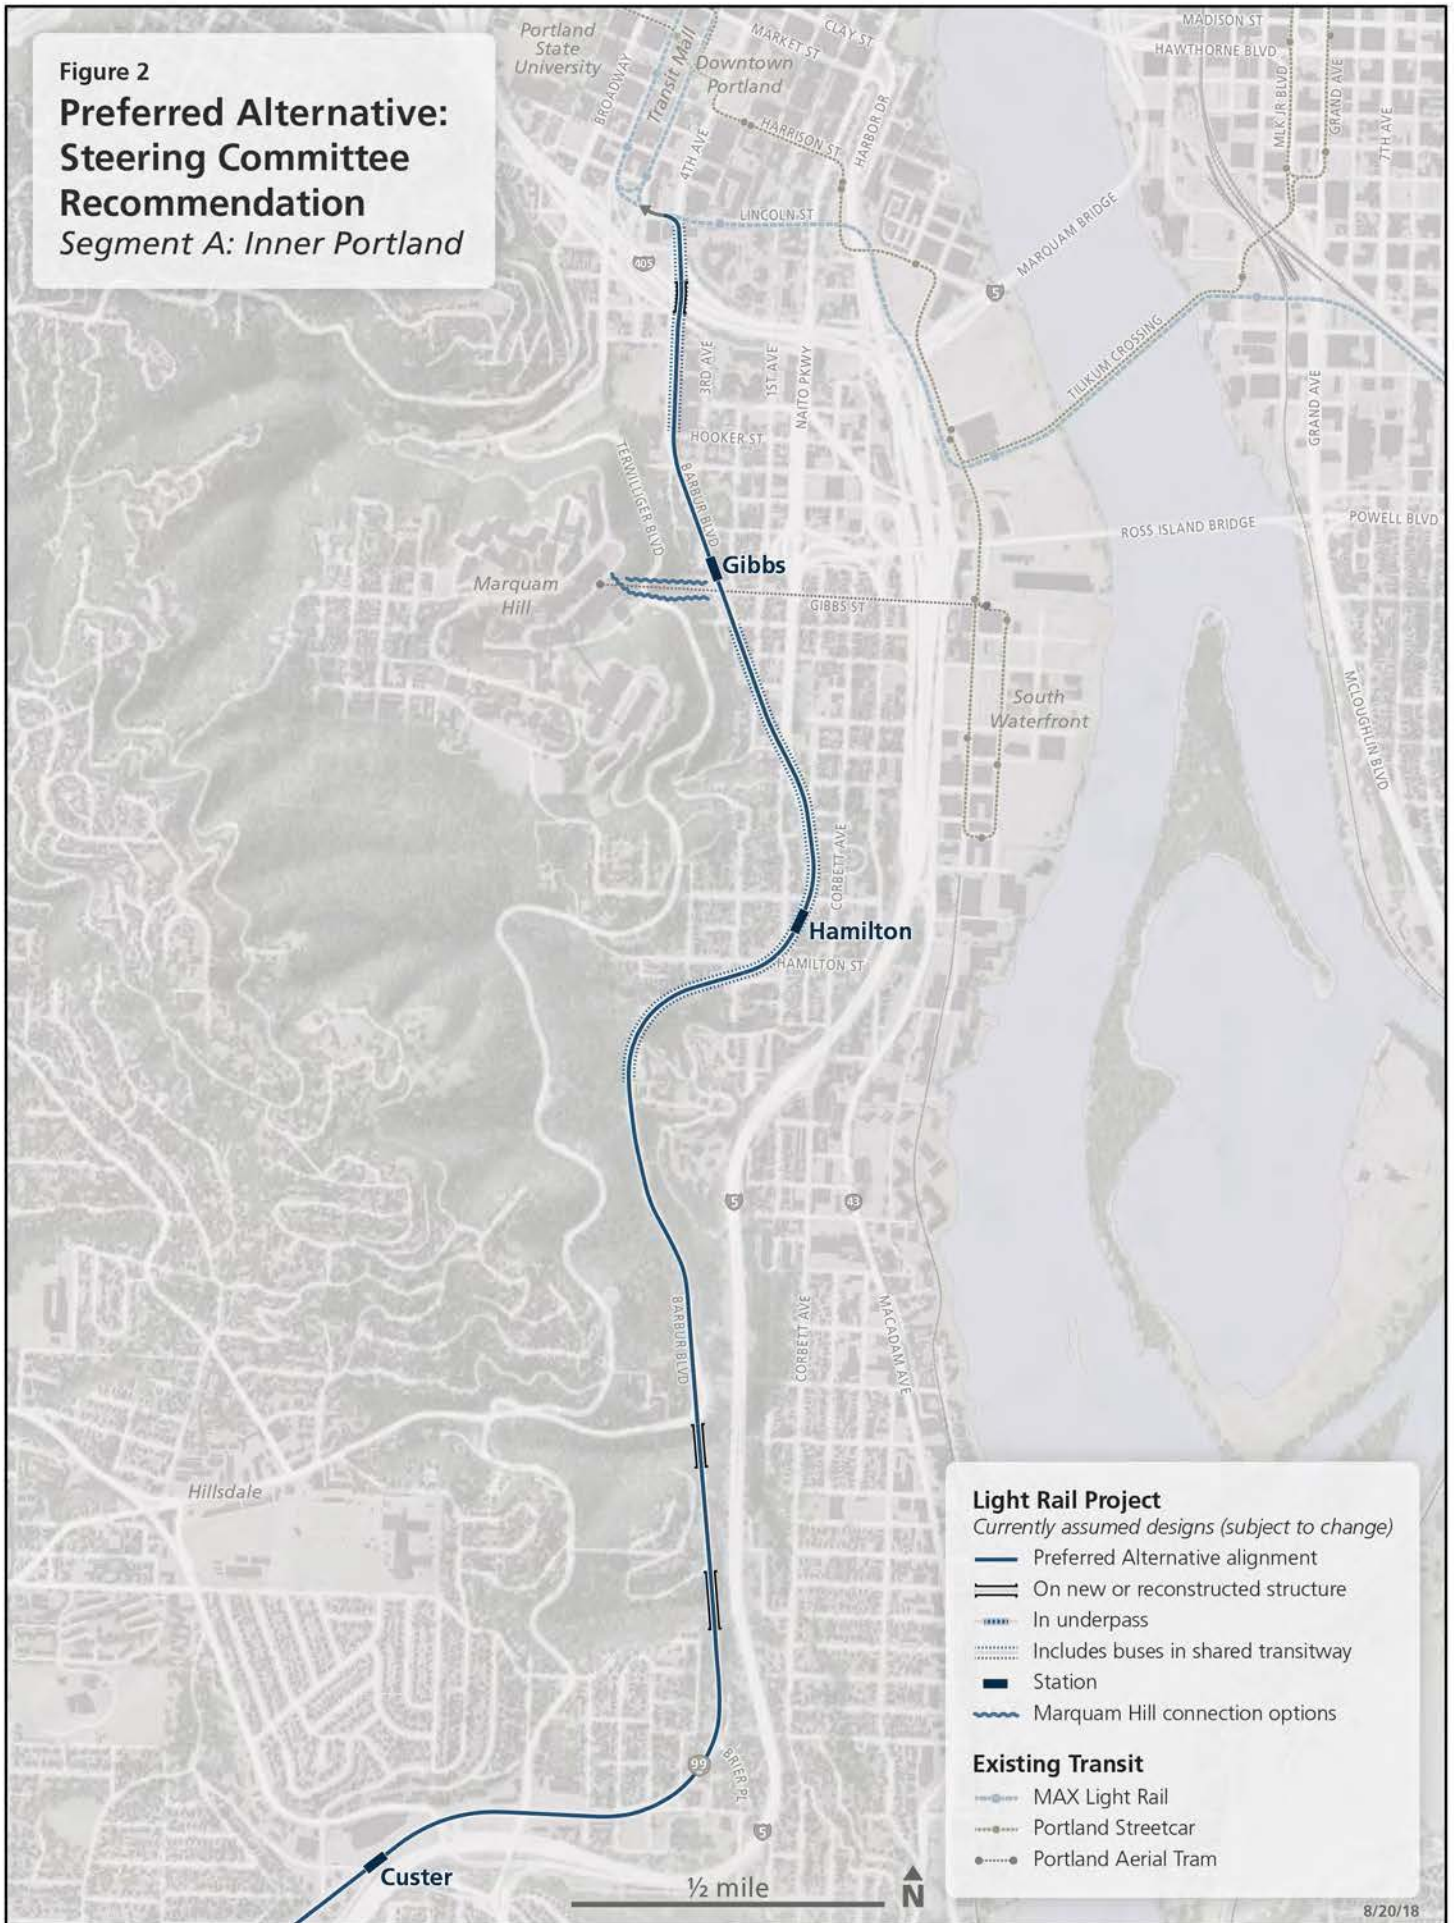 Figure 2
Preferred Alternative:
Steering Committee
Recommendation
Segment A: Inner Portland
Portland
State
University
BROADWAY
Transit Mall
Downtown
Portland
MARKET ST
CLAY ST
4TH AVE
HARRISON ST
HARBOR DR
MADISON ST
HAWTHORNE BLVD
MLK JR BLVD
GRAND AVE
7TH AVE
LINCOLN ST
MARQUAM BRIDGE
405
5
3RD AVE
1ST AVE
NAITO PKWY
TILIKUM CROSSING
GRAND AVE
HOOKER ST
TERWILLIGER BLVD
BARBUR BLVD
ROSS ISLAND BRIDGE
POWELL BLVD
Gibbs
Marquam
Hill
GIBBS ST
South
Waterfront
MCLOUGHLIN BLVD
CORBETT AVE
Hamilton
HAMILTON ST
5
43
BARBUR BLVD
CORBETT AVE
MACADAM AVE
Hillsdale
99
BRIER PL
5
Custer
½ mile
N
Light Rail Project
Currently assumed designs (subject to change)
Preferred Alternative alignment
On new or reconstructed structure
In underpass
Includes buses in shared transitway
Station
Marquam Hill connection options
Existing Transit
MAX Light Rail
Portland Streetcar
Portland Aerial Tram
8/20/18